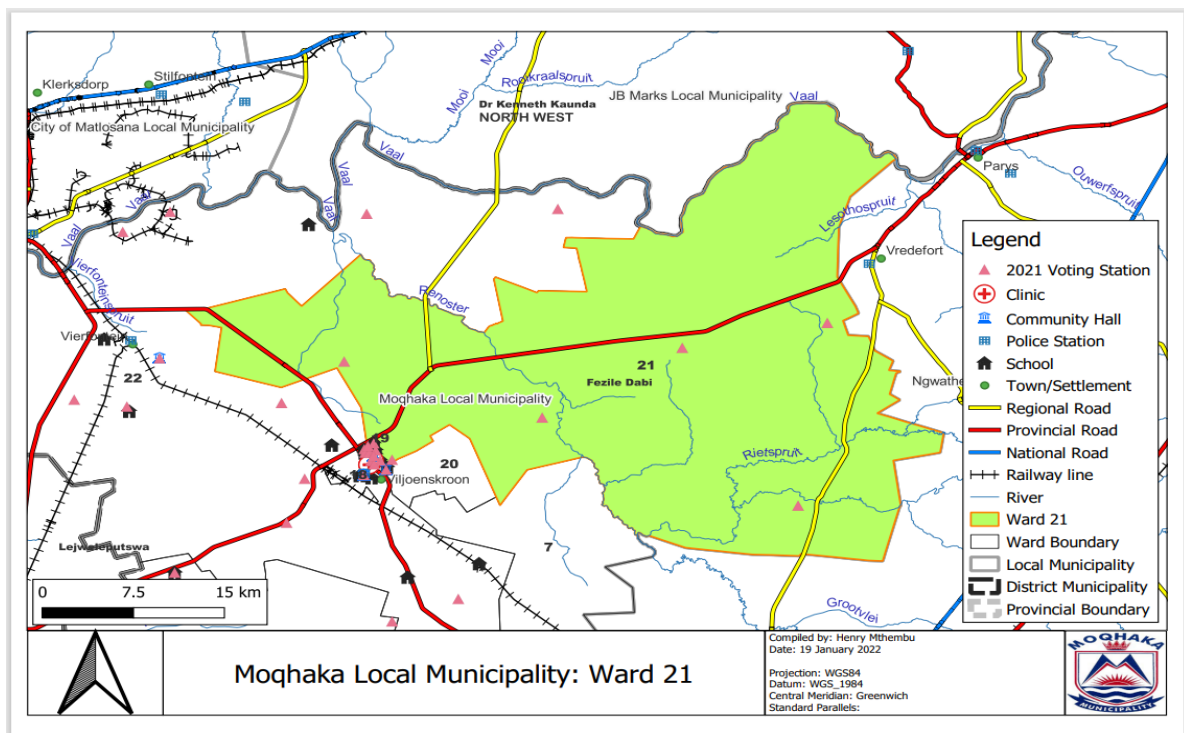 Klerksdorp
Stilfontein
City of Matlosana Local Municipality
Mooi
Mooi
Rooikraalspruit
Dr Kenneth Kaunda
NORTH WEST
JB Marks Local Municipality
Vaal
Vaal
Vaal
Vaal
Vaal
Vaal
Parys
Ouwerfspruit
Lesothospruit
Vredefort
Vierfonteinspruit
Renoster
22
21
Fezile Dabi
Ngwathe
Moqhaka Local Municipality
20
Viljoenskroon
Rietspruit
7
Lejweleputswa
Grootvlei
Legend
2021 Voting Station
Clinic
Community Hall
Police Station
School
Town/Settlement
Regional Road
Provincial Road
National Road
Railway line
River
Ward 21
Ward Boundary
Local Municipality
District Municipality
Provincial Boundary
0 7.5 15 km
Moqhaka Local Municipality: Ward 21
Compiled by: Henry Mthembu
Date: 19 January 2022
Projection: WGS84
Datum: WGS_1984
Central Meridian: Greenwich
Standard Parallels:
MOQHAKA
MUNICIPALITY